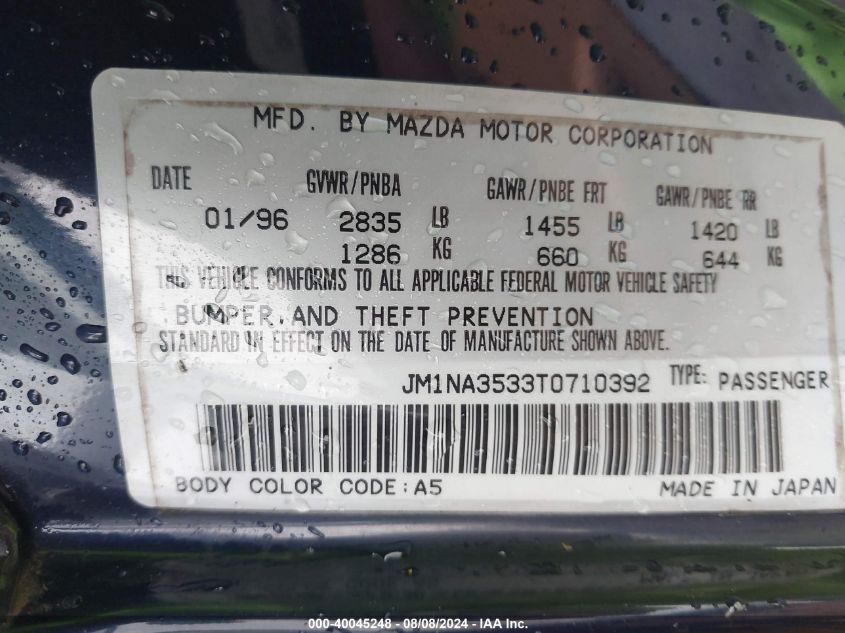 MFD. BY MAZDA MOTOR CORPORATION
DATE GVWR/PNBA GAWR/PNBE FRT GAWR/PNBE RR
01/96 2835 LB 1455 LB 1420 LB
1286 KG 660 KG 644 KG
THIS VEHICLE CONFORMS TO ALL APPLICABLE FEDERAL MOTOR VEHICLE SAFETY
BUMPER,AND THEFT PREVENTION
STANDARD IN EFFECT ON THE DATE OF MANUFACTURE SHOWN ABOVE.
JM1NA3533T0710392 TYPE: PASSENGER
BODY COLOR CODE:A5 MADE IN JAPAN
000-40045248 - 08/08/2024 - IAA Inc.